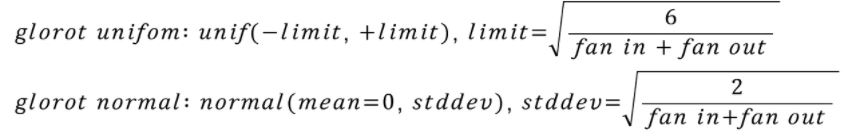 glorot unifom: unif(-limit, +limit), limit=√(6 / (fan in + fan out))
glorot normal: normal(mean=0, stddev), stddev=√(2 / (fan in+fan out))